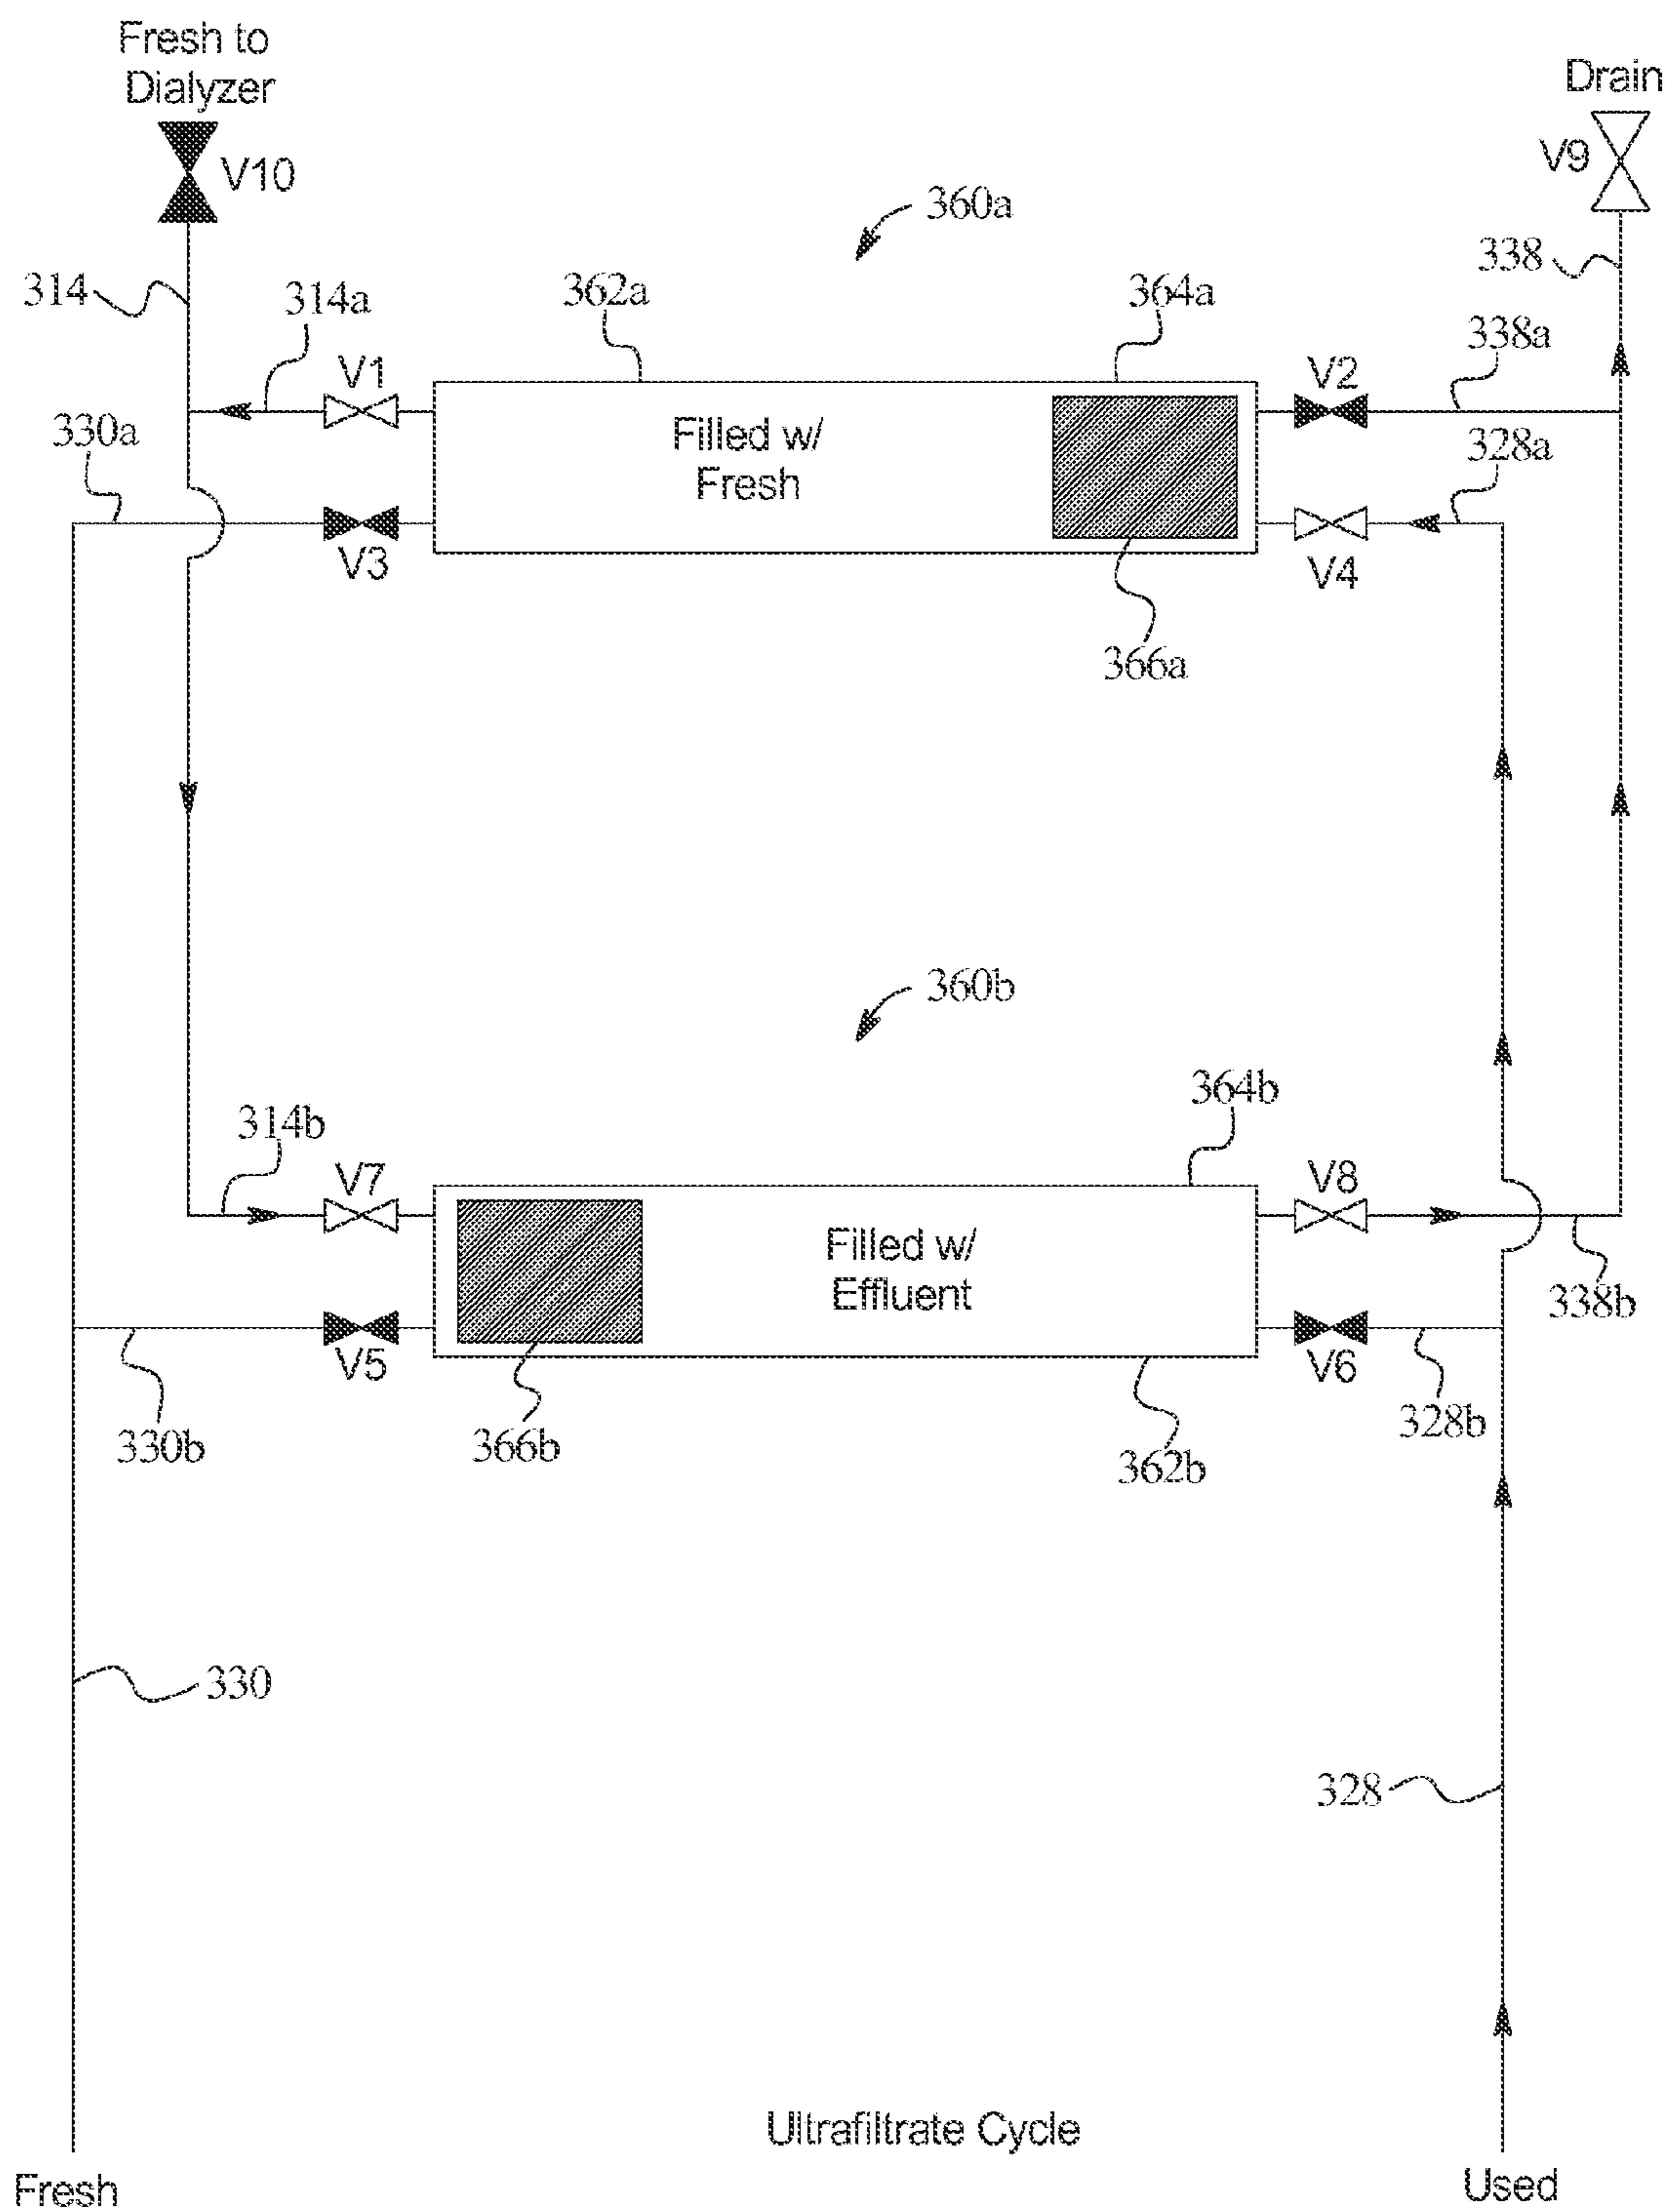 Fresh to
Dialyzer
Drain
V10
V9
360a
338
314
314a
362a
364a
338a
V1
V2
330a
328a
Filled w/
Fresh
V3
V4
366a
360b
364b
314b
V7
V8
Filled w/
Effluent
338b
V5
V6
328b
330b
366b
362b
330
328
Ultrafiltrate Cycle
Fresh
Used